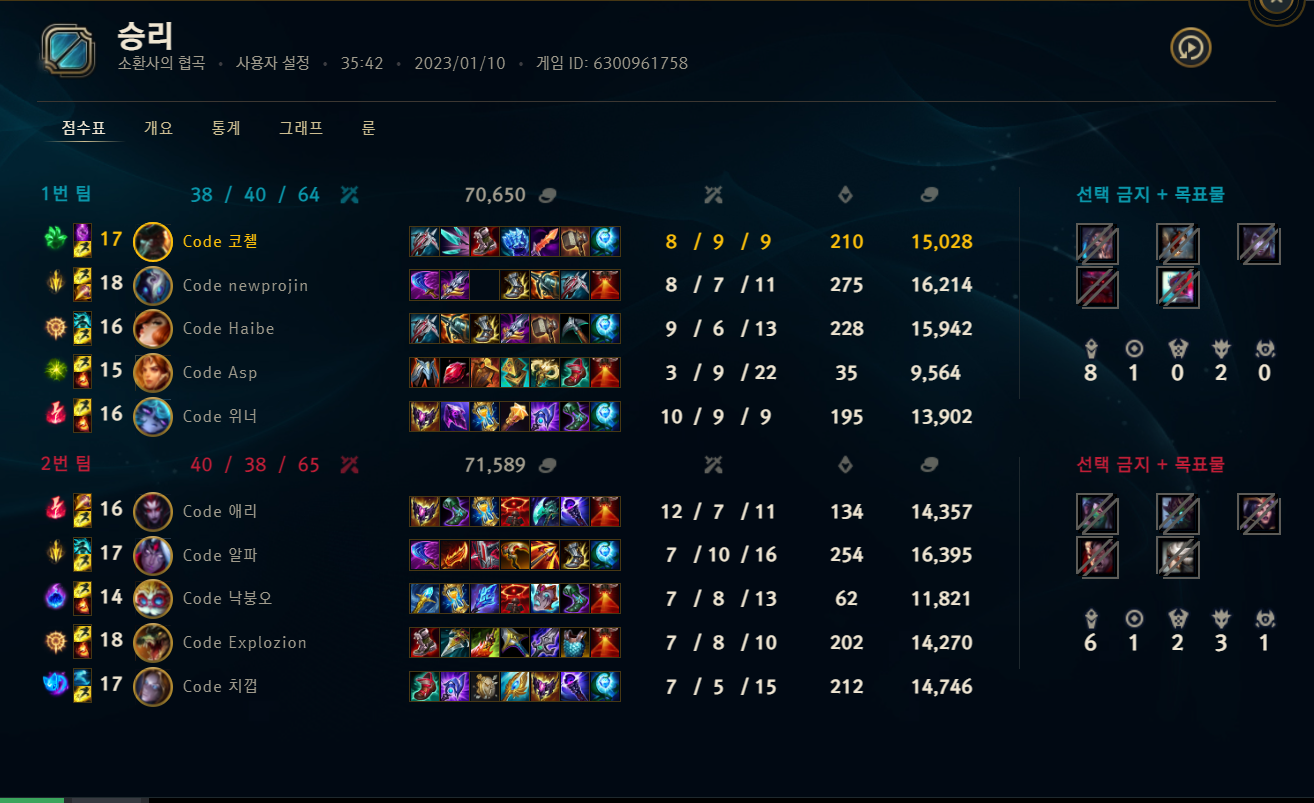 승리
소환사의 협곡 • 사용자 설정 • 35:42 • 2023/01/10 • 게임 ID: 6300961758
점수표 개요 통계 그래프 룬
1번 팀 38 / 40 / 64 70,650 선택 금지 + 목표물
17 Code 코첼 8 / 9 / 9 210 15,028
18 Code newprojin 8 / 7 / 11 275 16,214
16 Code Haibe 9 / 6 / 13 228 15,942
15 Code Asp 3 / 9 / 22 35 9,564
8 1 0 2 0
16 Code 위너 10 / 9 / 9 195 13,902
2번 팀 40 / 38 / 65 71,589 선택 금지 + 목표물
16 Code 애리 12 / 7 / 11 134 14,357
17 Code 알파 7 / 10 / 16 254 16,395
14 Code 낙붕오 7 / 8 / 13 62 11,821
18 Code Explozion 7 / 8 / 10 202 14,270
6 1 2 3 1
17 Code 치껍 7 / 5 / 15 212 14,746